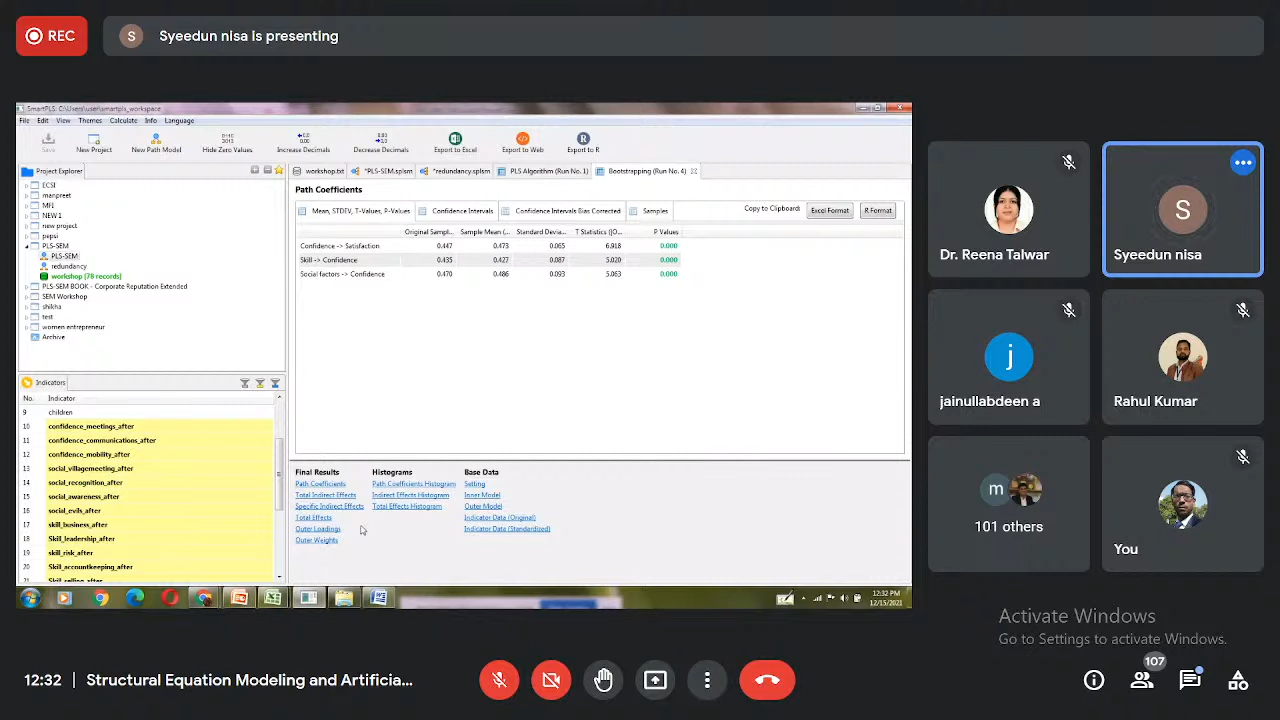 REC
S
Syeedun nisa is presenting
SmartPLS: C:\Users\user\smartpls_workspace
File Edit View Themes Calculate Info Language
Save
New Project
New Path Model
Hide Zero Values
Increase Decimals
Decrease Decimals
Export to Excel
Export to Web
Export to R
Project Explorer
ECSI
manpreet
MFI
NEW 1
new project
pepsi
PLS-SEM
PLS-SEM
redundancy
workshop [78 records]
PLS-SEM BOOK - Corporate Reputation Extended
SEM Workshop
shikha
test
women entrepreneur
Archive
Indicators
No. Indicator
9 children
10 confidence_meetings_after
11 confidence_communications_after
12 confidence_mobility_after
13 social_villagemeeting_after
14 social_recognition_after
15 social_awareness_after
16 social_evils_after
17 skill_business_after
18 Skill_leadership_after
19 skill_risk_after
20 Skill_accountkeeping_after
21 Skill_selling_after
workshop.txt *PLS-SEM.splsm *redundancy.splsm PLS Algorithm (Run No. 1) Bootstrapping (Run No. 4)
Path Coefficients
Mean, STDEV, T-Values, P-Values Confidence Intervals Confidence Intervals Bias Corrected Samples Copy to Clipboard: Excel Format R Format
Original Sampl... Sample Mean (... Standard Devia... T Statistics (|O... P Values
Confidence -> Satisfaction 0.447 0.473 0.065 6.918 0.000
Skill -> Confidence 0.435 0.427 0.087 5.020 0.000
Social factors -> Confidence 0.470 0.486 0.093 5.063 0.000
Final Results
Path Coefficients
Total Indirect Effects
Specific Indirect Effects
Total Effects
Outer Loadings
Outer Weights
Histograms
Path Coefficients Histogram
Indirect Effects Histogram
Total Effects Histogram
Base Data
Setting
Inner Model
Outer Model
Indicator Data (Original)
Indicator Data (Standardized)
12:32 PM
12/15/2021
Dr. Reena Talwar
S
Syeedun nisa
j
jainullabdeen a
Rahul Kumar
m
101 others
You
Activate Windows
Go to Settings to activate Windows.
12:32 | Structural Equation Modeling and Artificia...
107